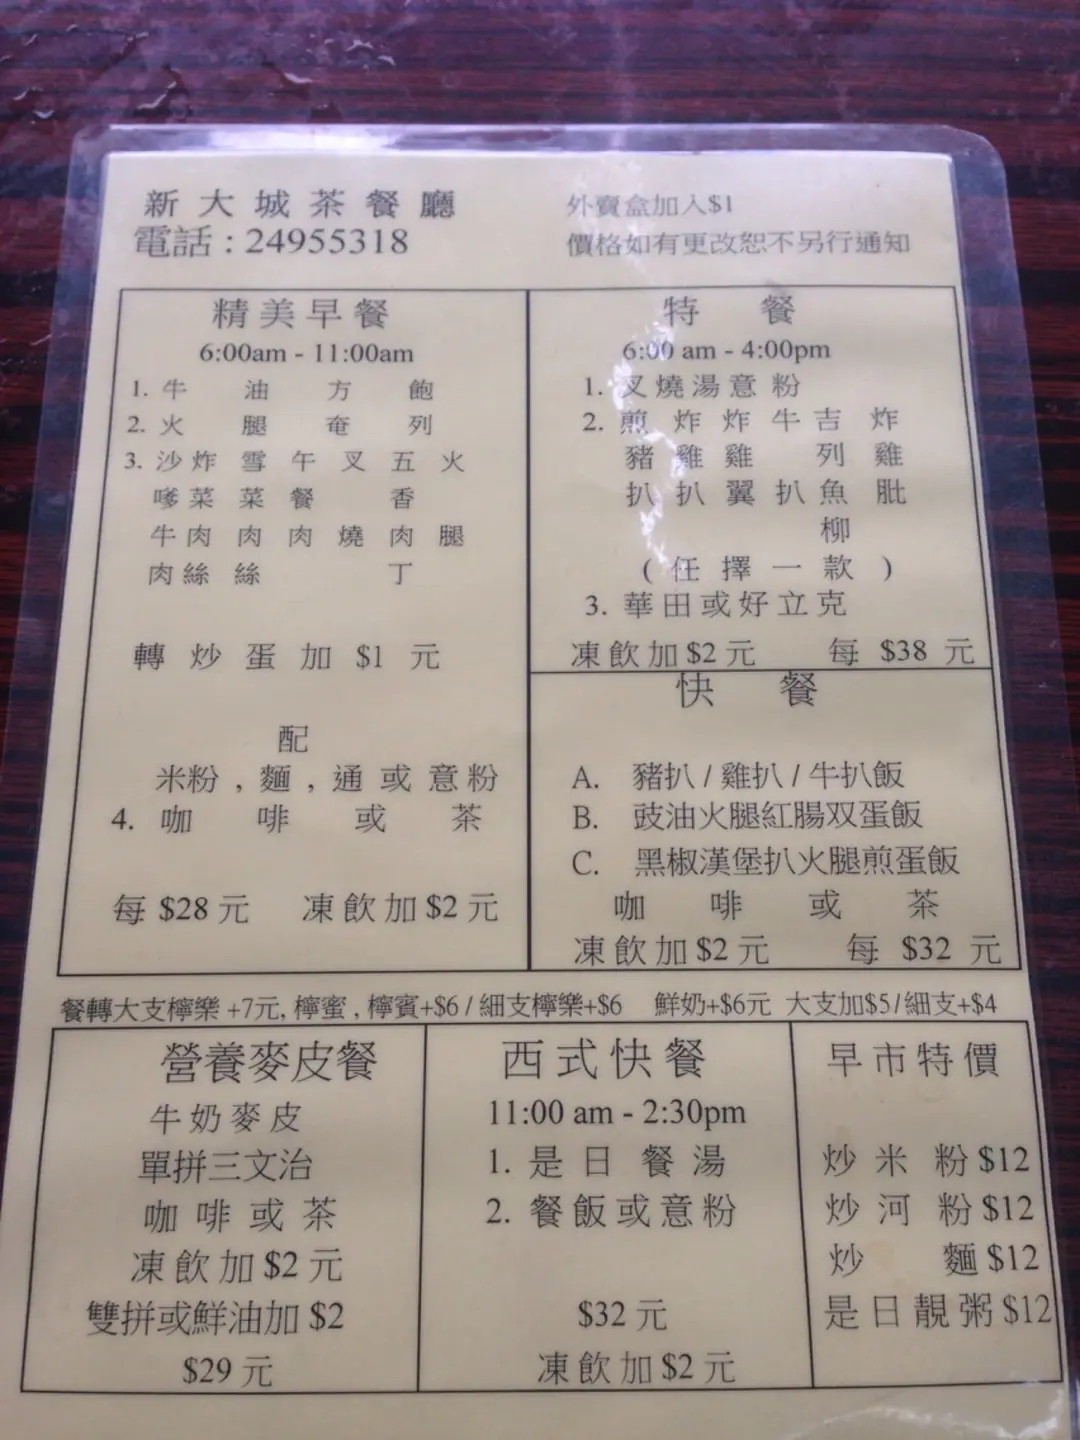 新大城茶餐廳
電話 : 24955318
外賣盒加入$1
價格如有更改恕不另行通知
精美早餐
6:00am - 11:00am
1. 牛油方飽
2. 火腿奄列
3. 沙炸雪午叉五火
嗲菜菜餐香
牛肉肉肉燒肉腿
肉絲絲丁
轉炒蛋加 $1 元
配
米粉 , 麵 , 通或意粉
4. 咖啡或茶
每 $28 元 凍飲加 $2 元
特餐
6:00 am - 4:00pm
1. 叉燒湯意粉
2. 煎炸炸牛吉炸
豬雞雞列雞
扒扒翼扒魚肶
柳
( 任擇一款 )
3. 華田或好立克
凍飲加 $2 元 每 $38 元
快餐
A. 豬扒 / 雞扒 / 牛扒飯
B. 豉油火腿紅腸双蛋飯
C. 黑椒漢堡扒火腿煎蛋飯
咖啡或茶
凍飲加 $2 元 每 $32 元
餐轉大支檸樂 +7元, 檸蜜 , 檸賓+$6 / 細支檸樂+$6 鮮奶+$6元 大支加$5/細支+$4
營養麥皮餐
牛奶麥皮
單拼三文治
咖啡或茶
凍飲加 $2 元
雙拼或鮮油加 $2
$29 元
西式快餐
11:00 am - 2:30pm
1. 是日餐湯
2. 餐飯或意粉
$32 元
凍飲加 $2 元
早市特價
炒米粉 $12
炒河粉 $12
炒麵 $12
是日靚粥 $12